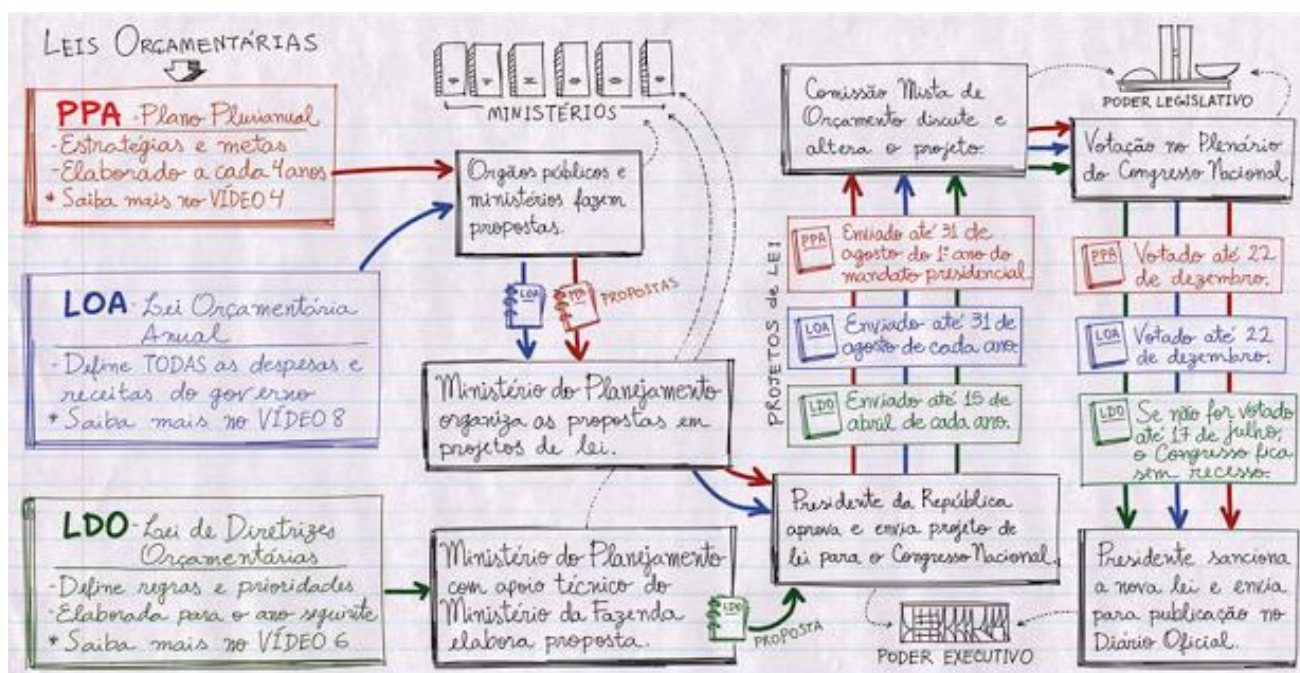 LEIS ORÇAMENTÁRIAS
PPA - Plano Plurianual
- Estratégias e metas
- Elaborado a cada 4 anos
* Saiba mais no VÍDEO 4
LOA - Lei Orçamentária
Anual
- Define TODAS as despesas e
receitas do governo
* Saiba mais no VÍDEO 8
LDO - Lei de Diretrizes
Orçamentárias
- Define regras e prioridades
- Elaborada para o ano seguinte
* Saiba mais no VÍDEO 6
MINISTÉRIOS
Orgãos públicos e
ministérios fazem
propostas.
LOA
PPA
PROPOSTAS
Ministério do Planejamento
organiza as propostas em
projetos de lei.
Ministério do Planejamento
com apoio técnico do
Ministério da Fazenda
elabora proposta.
LDO
PROPOSTA
Presidente da República
aprova e envia projeto de
lei para o Congresso Nacional.
PODER EXECUTIVO
PROJETOS de LEI
PPA
Enviado até 31 de
agosto do 1º ano do
mandato presidencial
LOA
Enviado até 31 de
agosto de cada ano.
LDO
Enviado até 15 de
abril de cada ano.
Comissão Mista de
Orçamento discute e
altera o projeto.
PODER LEGISLATIVO
Votação no Plenário
do Congresso Nacional.
PPA
Votado até 22
de dezembro.
LOA
Votado até 22
de dezembro.
LDO
Se não for votado
até 17 de julho,
o Congresso fica
sem recesso.
Presidente sanciona
a nova lei e envia
para publicação no
Diário Oficial.